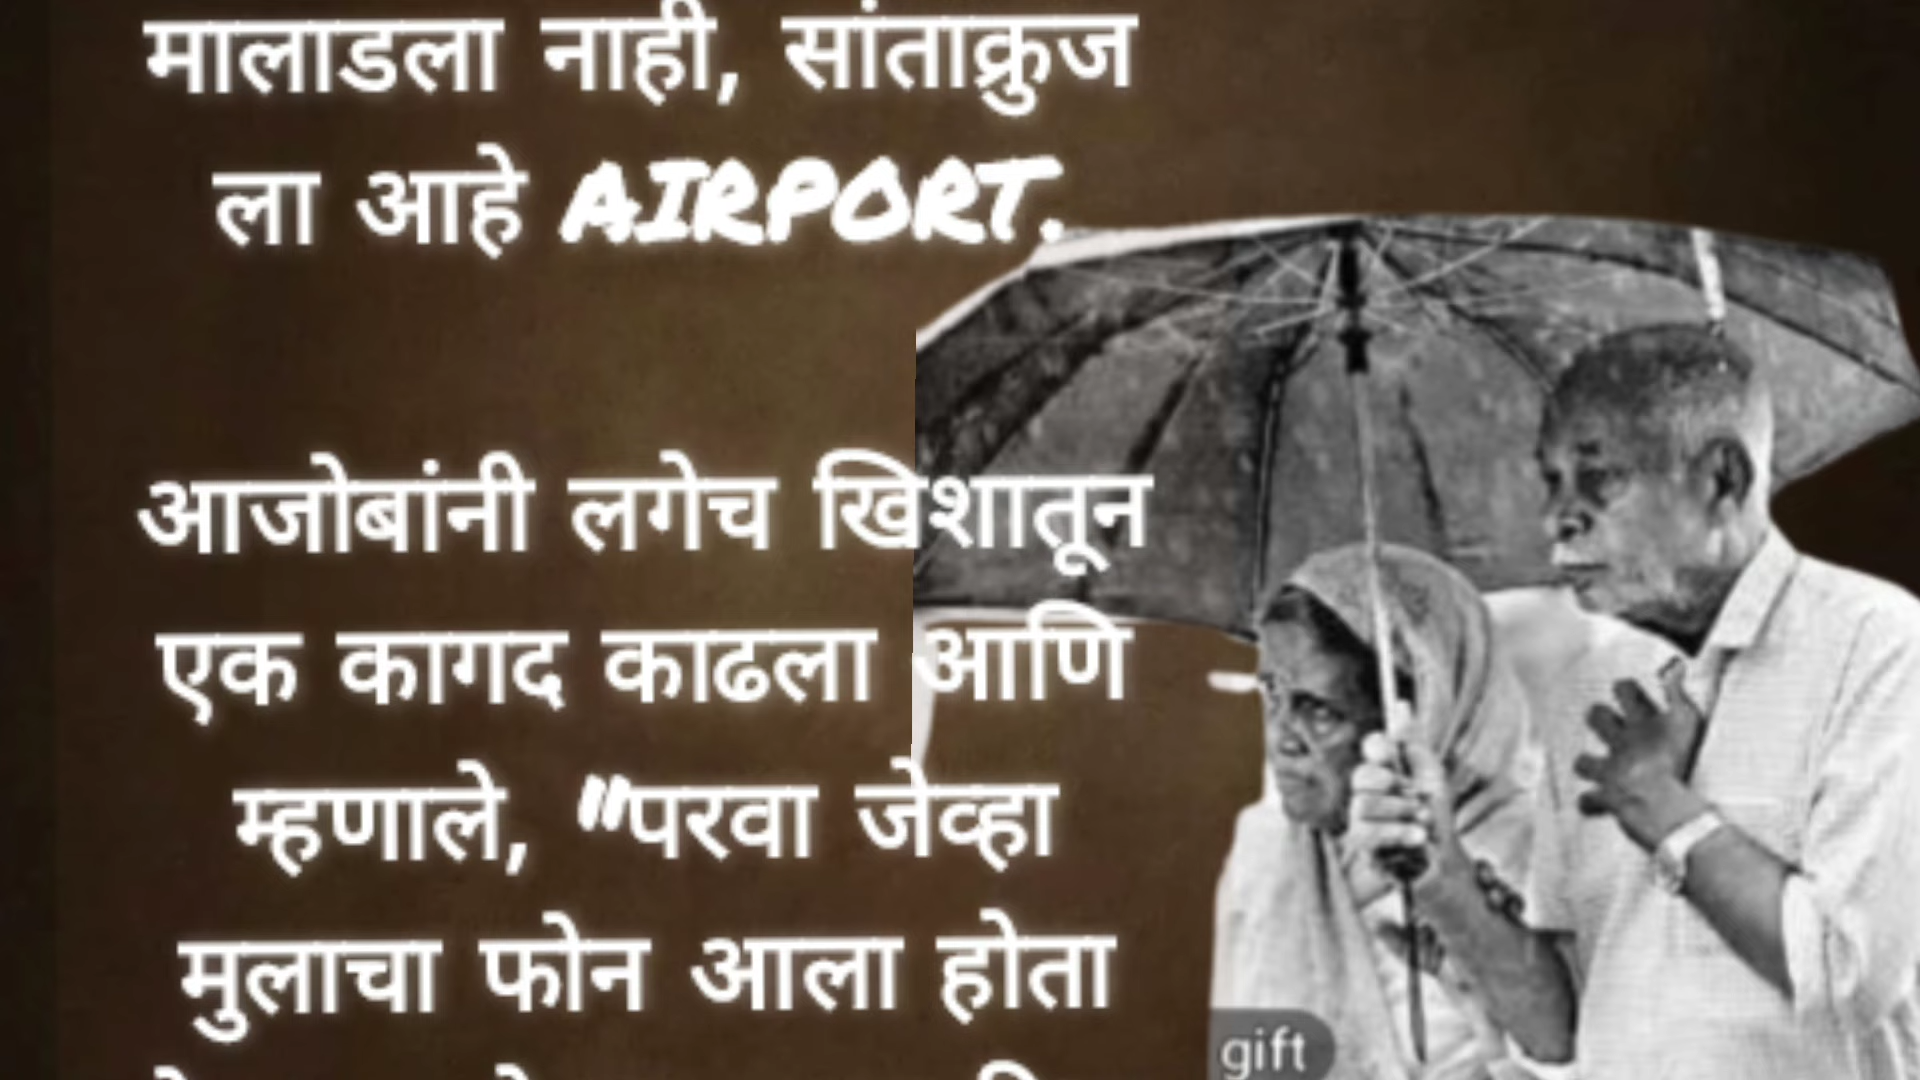 मालाडला नाही, सांताक्रुज
ला आहे AIRPORT.
आजोबांनी लगेच खिशातून
एक कागद काढला आणि
म्हणाले, "परवा जेव्हा
मुलाचा फोन आला होता
gift